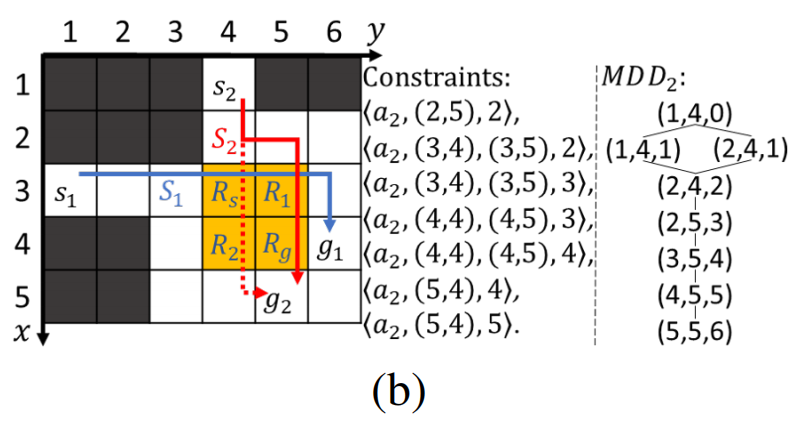 1 2 3 4 5 6 y
1 s₂ Constraints: MDD₂:
⟨a₂, (2,5), 2⟩, (1,4,0)
2 S₂ ⟨a₂, (3,4), (3,5), 2⟩, (1,4,1) (2,4,1)
3 s₁ S₁ Rₛ R₁ ⟨a₂, (3,4), (3,5), 3⟩, (2,4,2)
⟨a₂, (4,4), (4,5), 3⟩, (2,5,3)
4 R₂ R_g g₁ ⟨a₂, (4,4), (4,5), 4⟩, (3,5,4)
5 g₂ ⟨a₂, (5,4), 4⟩, (4,5,5)
x ⟨a₂, (5,4), 5⟩. (5,5,6)
(b)